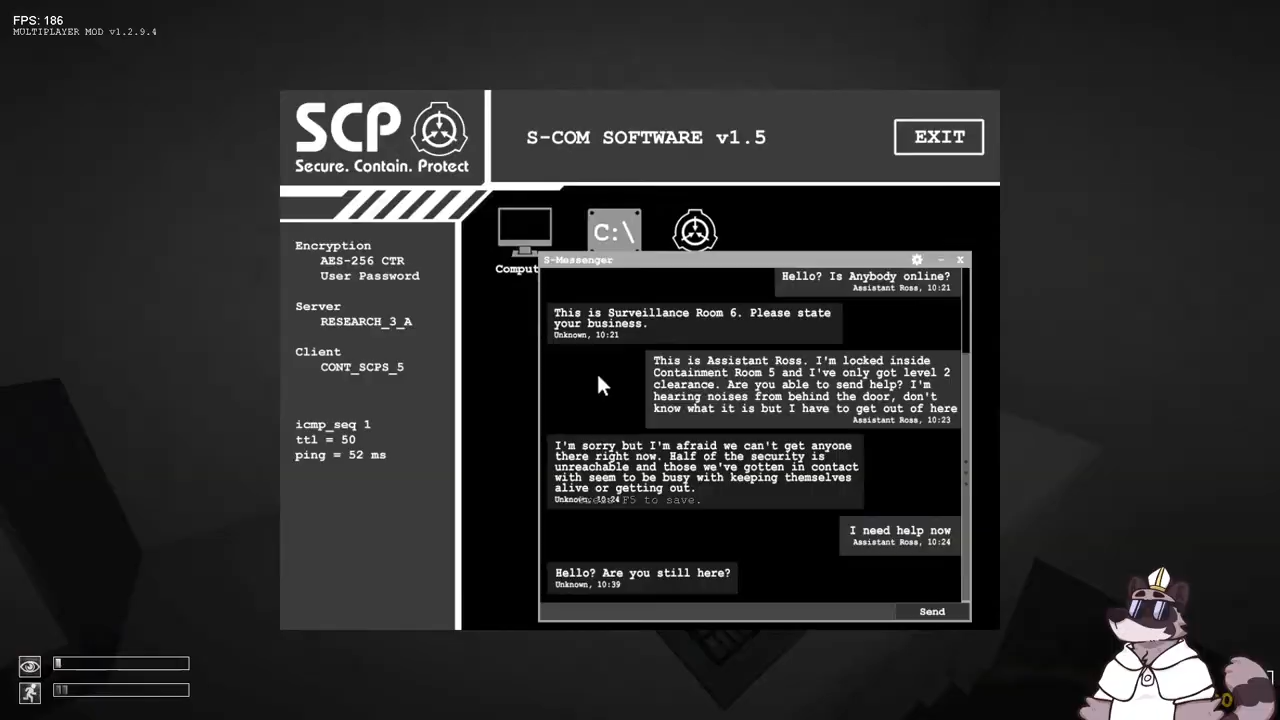 FPS: 186
MULTIPLAYER MOD v1.2.9.4
SCP
Secure. Contain. Protect
S-COM SOFTWARE v1.5
EXIT
Encryption
AES-256 CTR
User Password
Server
RESEARCH_3_A
Client
CONT_SCPS_5
icmp_seq 1
ttl = 50
ping = 52 ms
C:\
Comput
S-Messenger
Hello? Is Anybody online?
Assistant Ross, 10:21
This is Surveillance Room 6. Please state
your business.
Unknown, 10:21
This is Assistant Ross. I'm locked inside
Containment Room 5 and I've only got level 2
clearance. Are you able to send help? I'm
hearing noises from behind the door, don't
know what it is but I have to get out of here
Assistant Ross, 10:23
I'm sorry but I'm afraid we can't get anyone
there right now. Half of the security is
unreachable and those we've gotten in contact
with seem to be busy with keeping themselves
alive or getting out.
Unknown, 10:24
F5 to save.
I need help now
Assistant Ross, 10:24
Hello? Are you still here?
Unknown, 10:39
Send